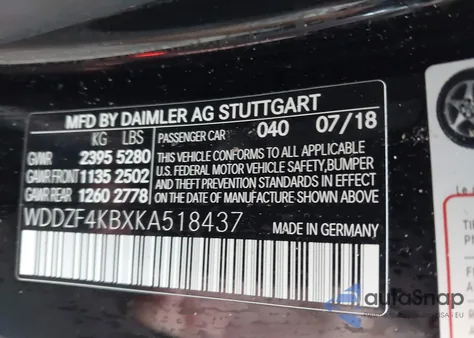 MFD BY DAIMLER AG STUTTGART
KG LBS PASSENGER CAR 040 07/18
GWR 2395 5280 THIS VEHICLE CONFORMS TO ALL APPLICABLE
GAWR FRONT 1135 2502 U.S. FEDERAL MOTOR VEHICLE SAFETY, BUMPER
GAWR REAR 1260 2778 AND THEFT PREVENTION STANDARDS IN EFFECT ON
THE DATE OF MANUFACTURE SHOWN ABOVE.
WDDZF4KBXKA518437
MADE IN GERMANY
autoSnap